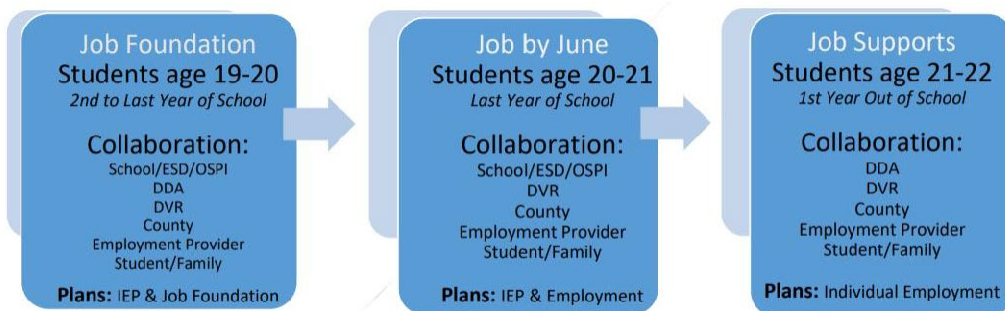 Job Foundation
Students age 19-20
2nd to Last Year of School
Collaboration:
School/ESD/OSPI
DDA
DVR
County
Employment Provider
Student/Family
Plans: IEP & Job Foundation
Job by June
Students age 20-21
Last Year of School
Collaboration:
School/ESD/OSPI
DVR
County
Employment Provider
Student/Family
Plans: IEP & Employment
Job Supports
Students age 21-22
1st Year Out of School
Collaboration:
DDA
DVR
County
Employment Provider
Student/Family
Plans: Individual Employment